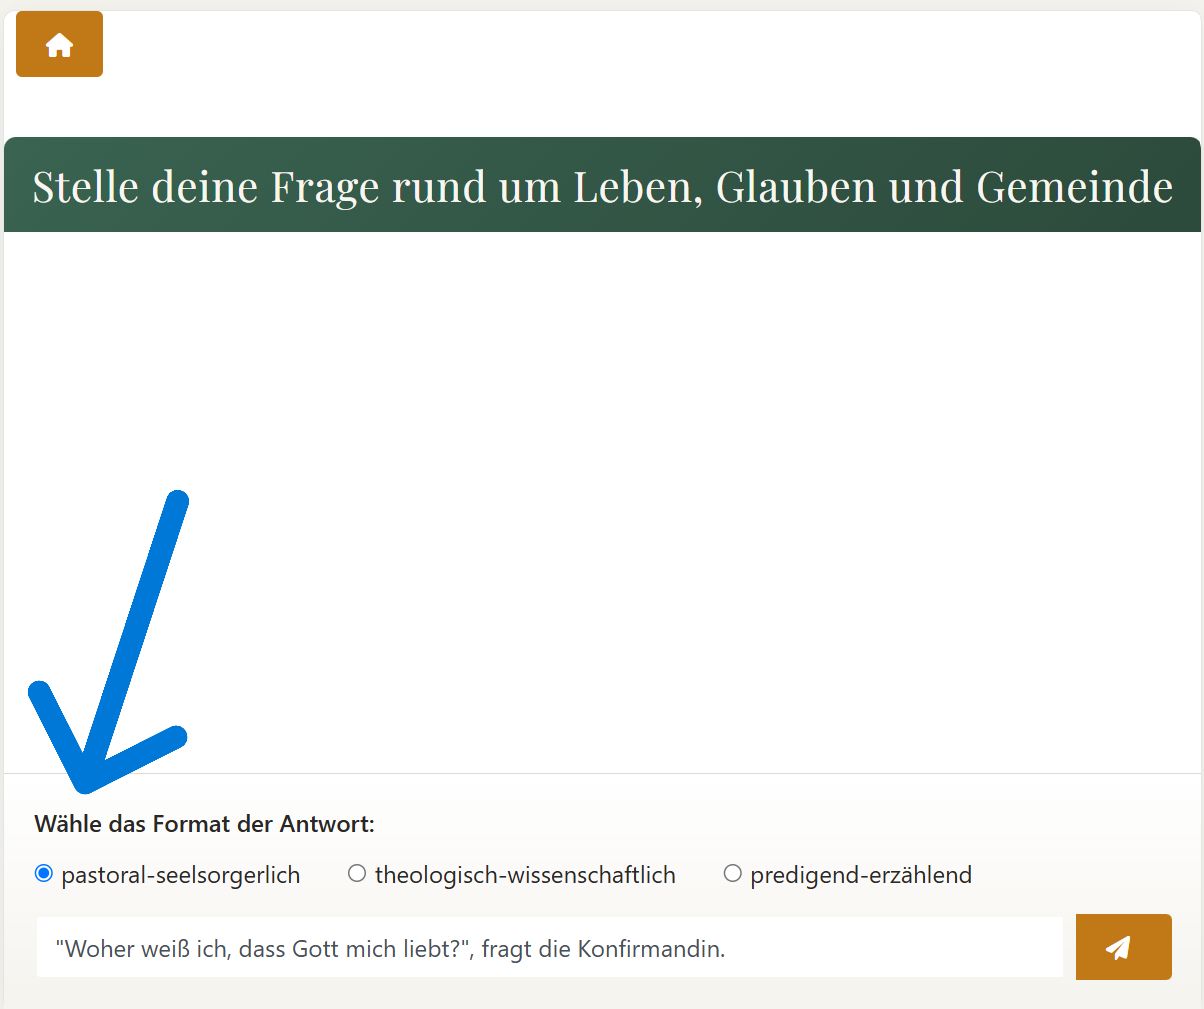 Stelle deine Frage rund um Leben, Glauben und Gemeinde
Wähle das Format der Antwort:
pastoral-seelsorgerlich theologisch-wissenschaftlich predigend-erzählend
"Woher weiß ich, dass Gott mich liebt?", fragt die Konfirmandin.